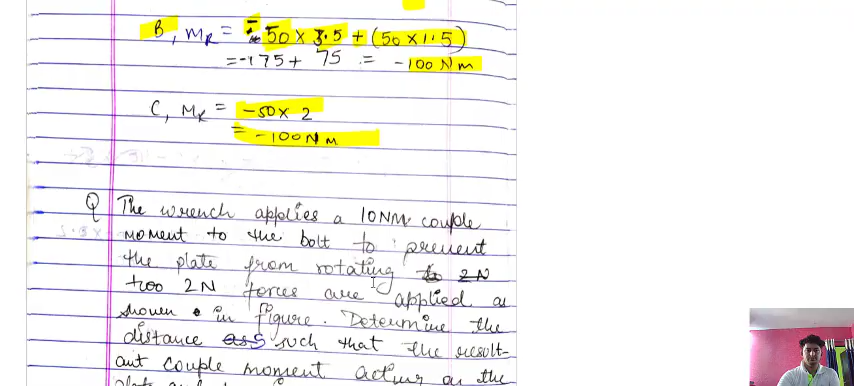 B, MR = - 50 × 3.5 + (50 × 1.5)
= -175 + 75 = -100 Nm
C, MR = -50 × 2
= -100 Nm
Q The wrench applies a 10NM couple
moment to the bolt to prevent
the plate from rotating 2N
two 2N forces are applied as
shown in figure. Determine the
distance such that the result-
ant couple moment acting on the